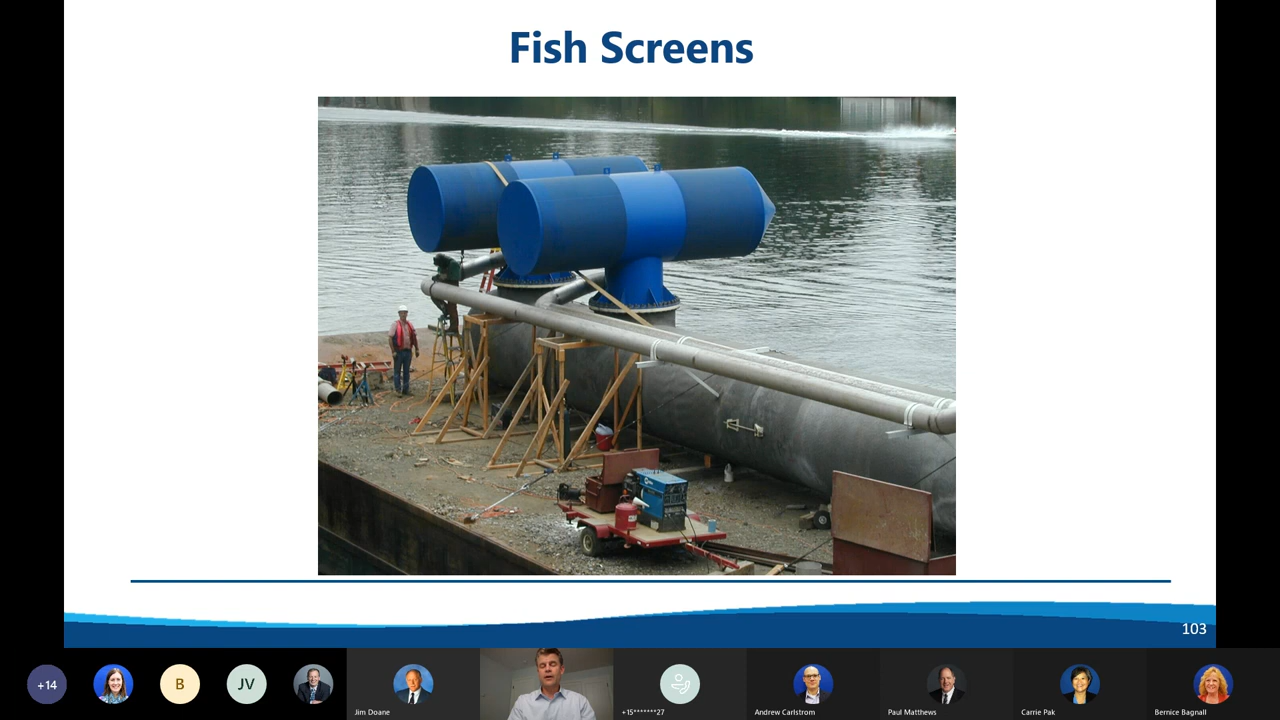 Fish Screens
103
+14
B
JV
Jim Doane
+15*******27
Andrew Carlstrom
Paul Matthews
Carrie Pak
Bernice Bagnall